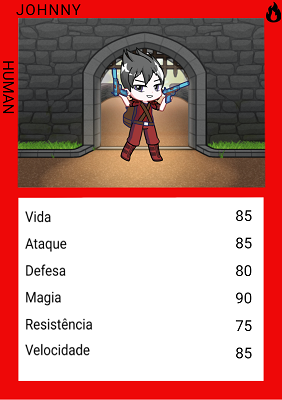 JOHNNY
HUMAN
Vida 85
Ataque 85
Defesa 80
Magia 90
Resistência 75
Velocidade 85